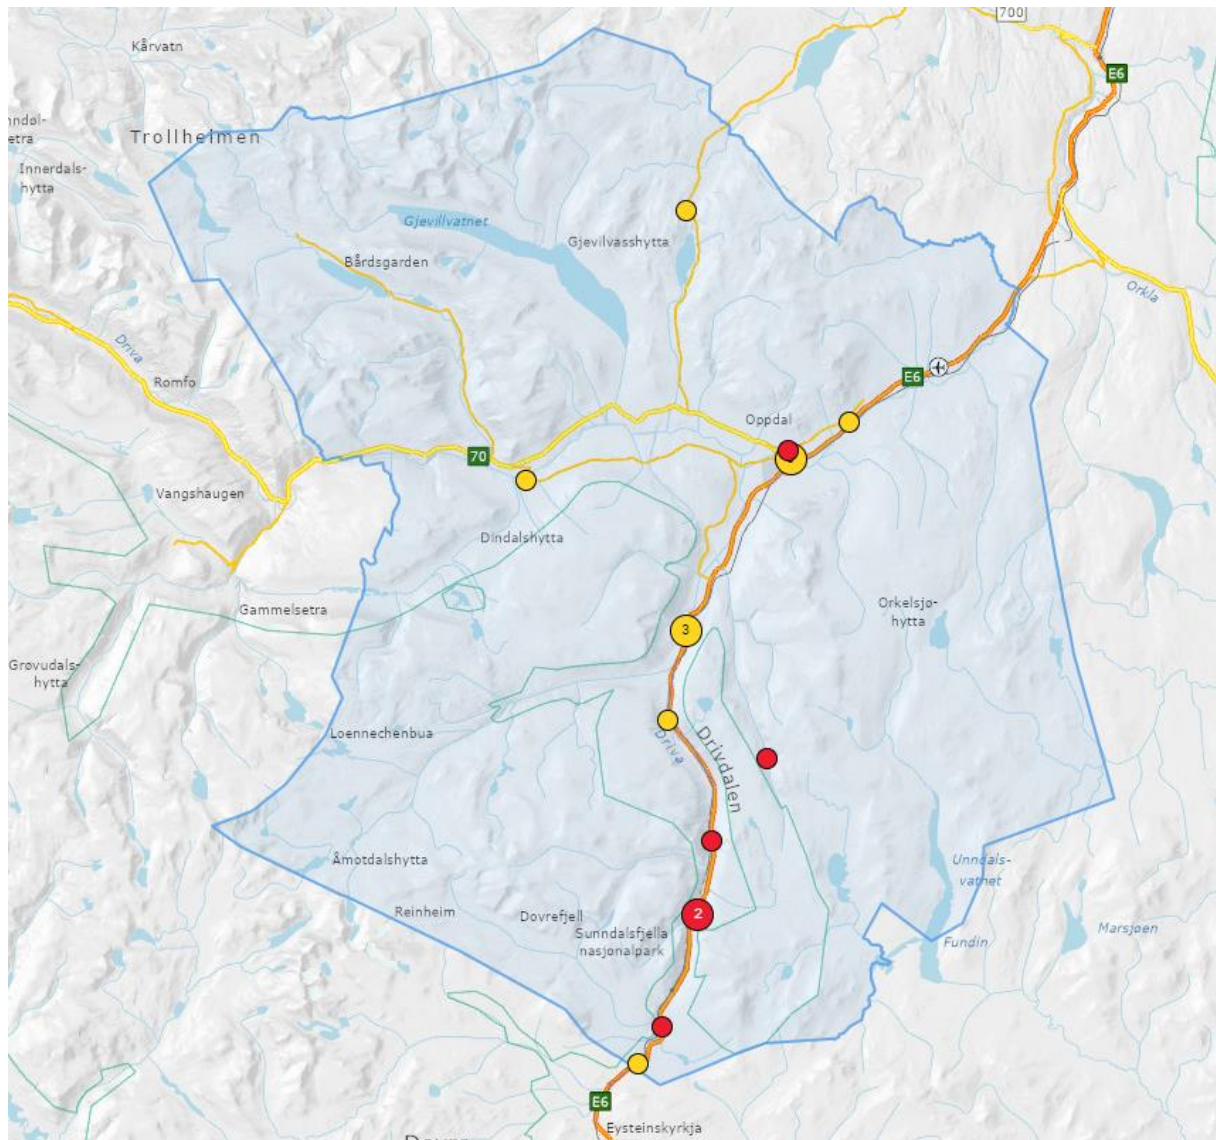 700
Kårvatn
E6
Trollheimen
Innerdals-
hytta
Gjevillvatnet
Gjevilvasshytta
Bårdsgarden
Orkla
Driva
Romfo
E6
Oppdal
70
Vangshaugen
Dindalshytta
Gammelsetra
Orkelsjø-
hytta
3
Grøvudals-
hytta
Loennechenbua
Driva
Drivdalen
Åmotdalshytta
Unndals-
vatnet
Reinheim
Dovrefjell
2
Sunndalsfjella
nasjonalpark
Marsjøen
Fundin
E6
Eysteinskyrkja